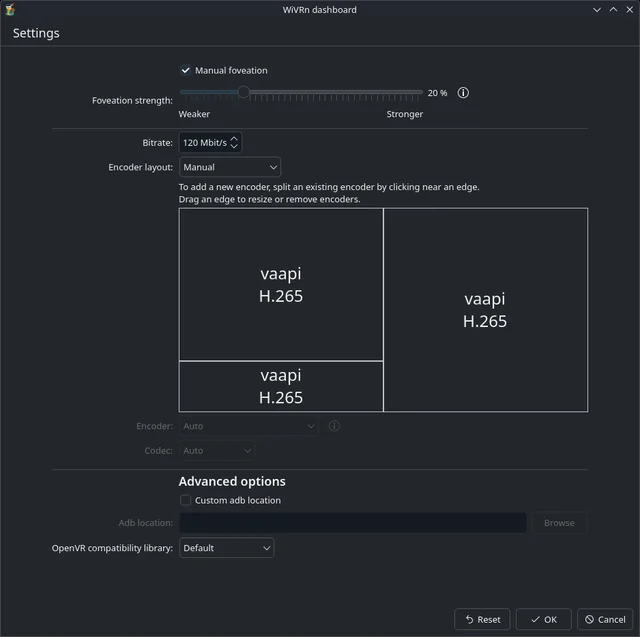 WiVRn dashboard
Settings
Manual foveation
Foveation strength:
20 %
Weaker
Stronger
Bitrate:
120 Mbit/s
Encoder layout:
Manual
To add a new encoder, split an existing encoder by clicking near an edge.
Drag an edge to resize or remove encoders.
vaapi
H.265
vaapi
H.265
vaapi
H.265
Encoder:
Auto
Codec:
Auto
Advanced options
Custom adb location
Adb location:
Browse
OpenVR compatibility library:
Default
Reset
OK
Cancel